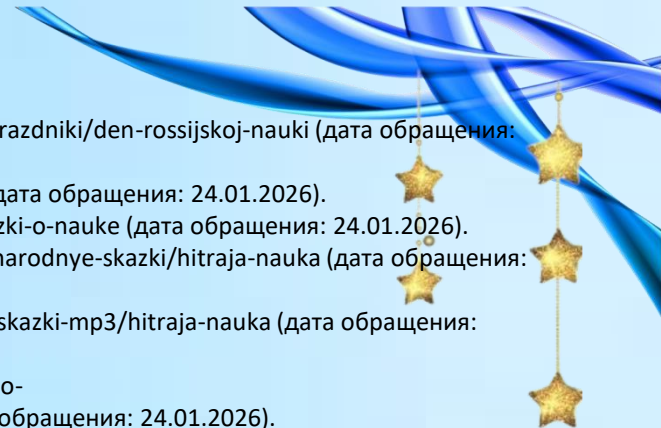 razdniki/den-rossijskoj-nauki (дата обращения:
дата обращения: 24.01.2026).
zki-o-nauke (дата обращения: 24.01.2026).
narodnye-skazki/hitraja-nauka (дата обращения:
skazki-mp3/hitraja-nauka (дата обращения:
o-
обращения: 24.01.2026).